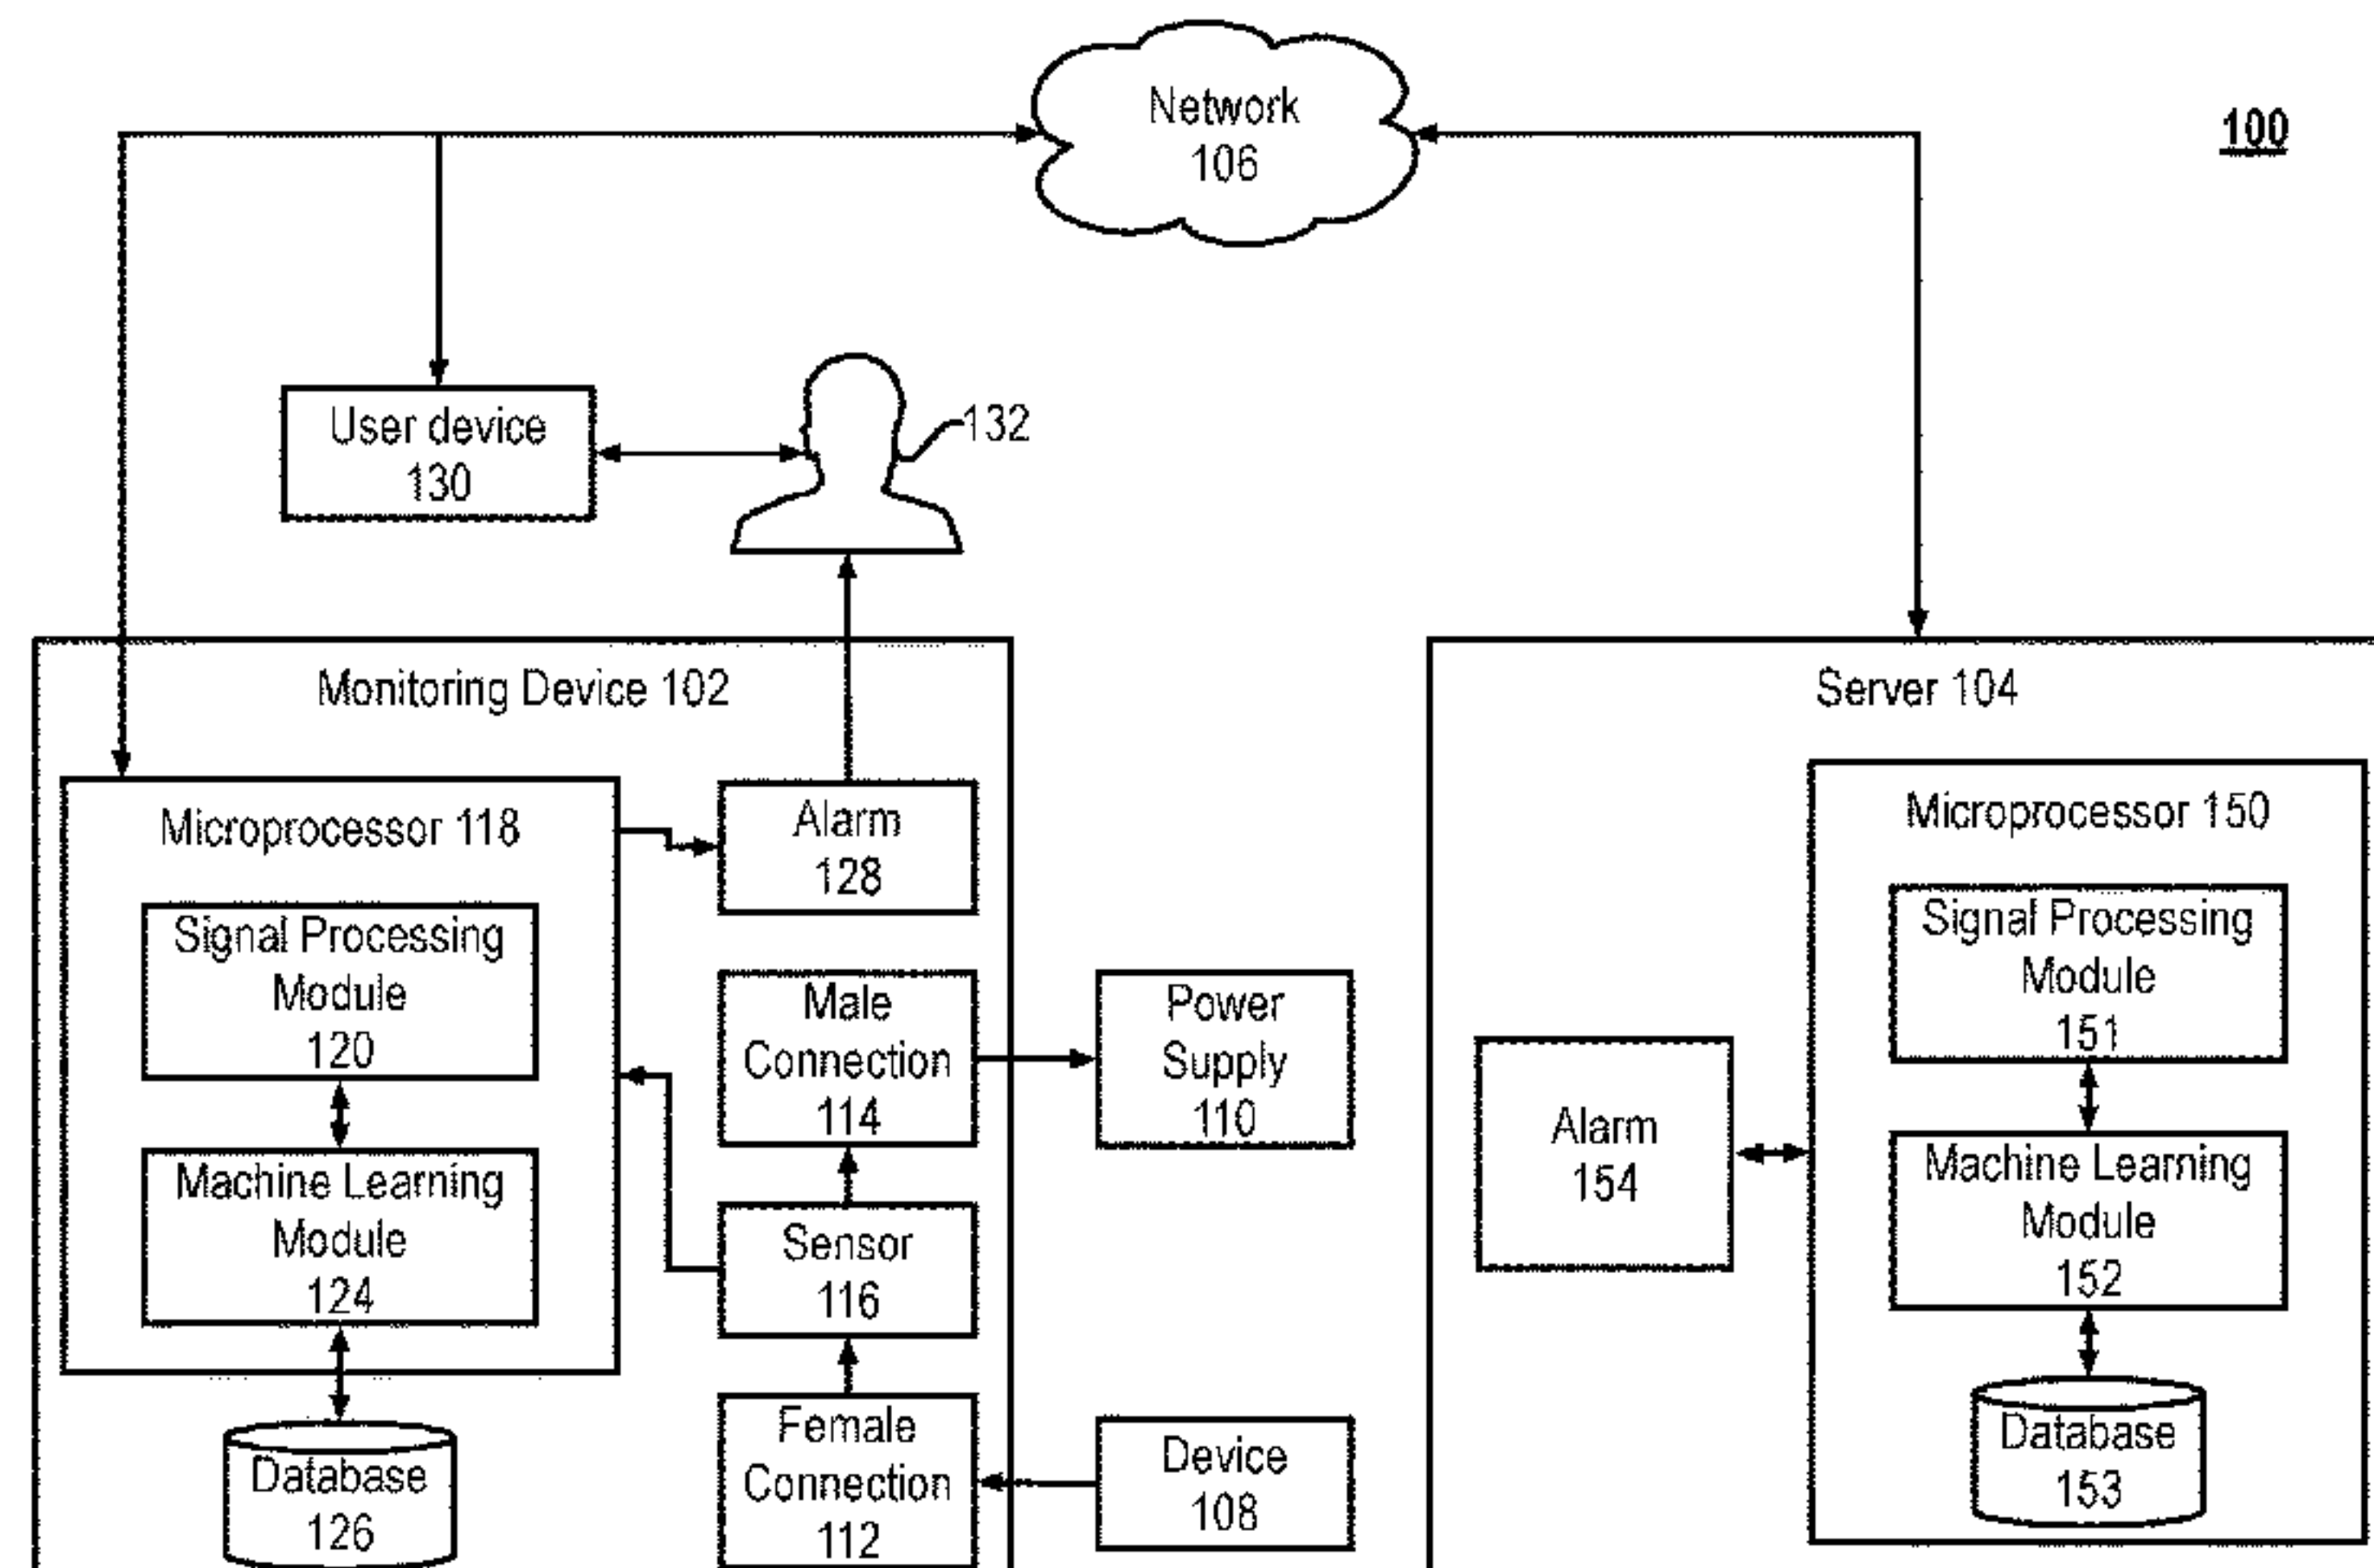 Network
106
100
User device
130
132
Monitoring Device 102
Microprocessor 118
Signal Processing
Module
120
Machine Learning
Module
124
Database
126
Alarm
128
Male
Connection
114
Sensor
116
Female
Connection
112
Power
Supply
110
Device
108
Server 104
Alarm
154
Microprocessor 150
Signal Processing
Module
151
Machine Learning
Module
152
Database
153